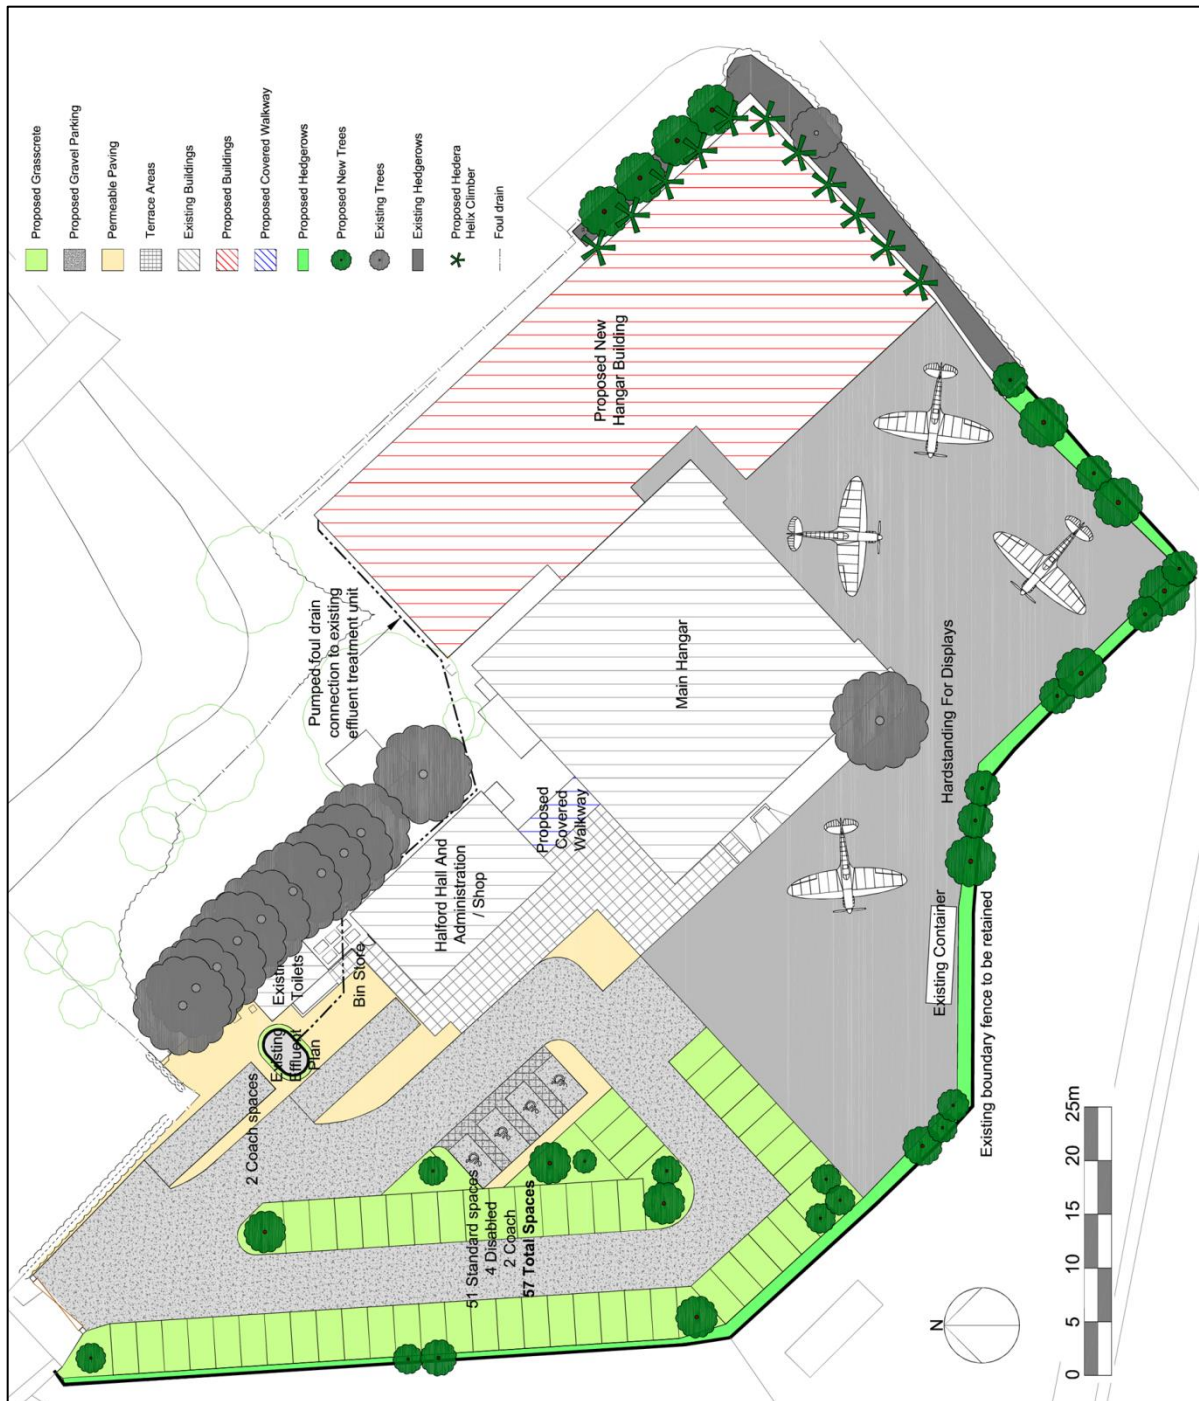 Proposed Grasscrete
Proposed Gravel Parking
Permeable Paving
Terrace Areas
Existing Buildings
Proposed Buildings
Proposed Covered Walkway
Proposed Hedgerows
Proposed New Trees
Existing Trees
Existing Hedgerows
Proposed Hedera
Helix Climber
Foul drain
Proposed New
Hangar Building
Pumped foul drain
connection to existing
effluent treatment unit
Main Hangar
Proposed
Covered
Walkway
Halford Hall And
Administration
/ Shop
Hardstanding For Displays
Existing Container
Existing boundary fence to be retained
Existin
Toilets
Bin Store
Existing
Effluent
Plan
2 Coach spaces
51 Standard spaces
4 Disabled
2 Coach
57 Total Spaces
N
0 5 10 15 20 25m